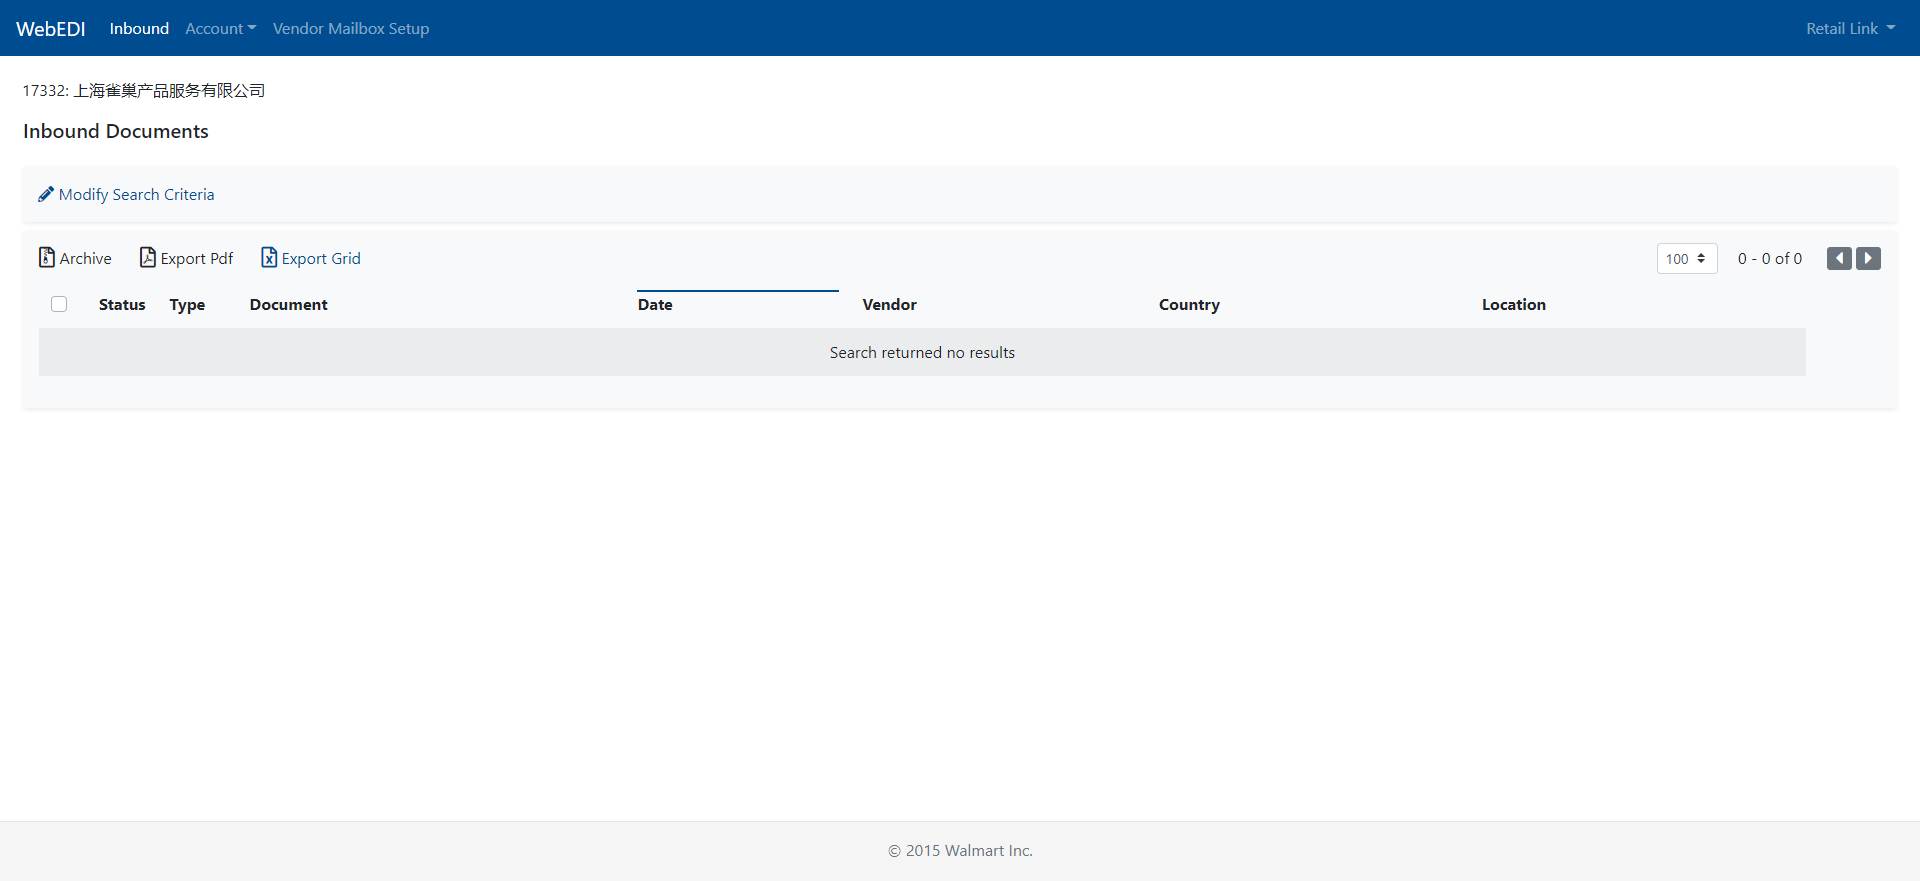 WebEDI Inbound Account Vendor Mailbox Setup Retail Link
17332: 上海雀巢产品服务有限公司
Inbound Documents
Modify Search Criteria
Archive Export Pdf Export Grid 100 0 - 0 of 0
Status Type Document Date Vendor Country Location
Search returned no results
© 2015 Walmart Inc.